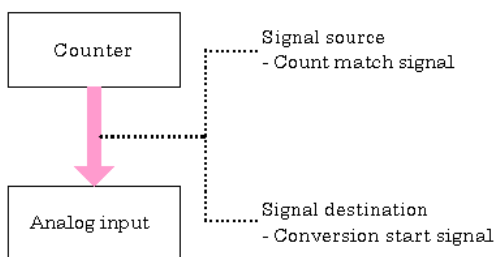 Counter
Signal source
- Count match signal
Analog input
Signal destination
- Conversion start signal